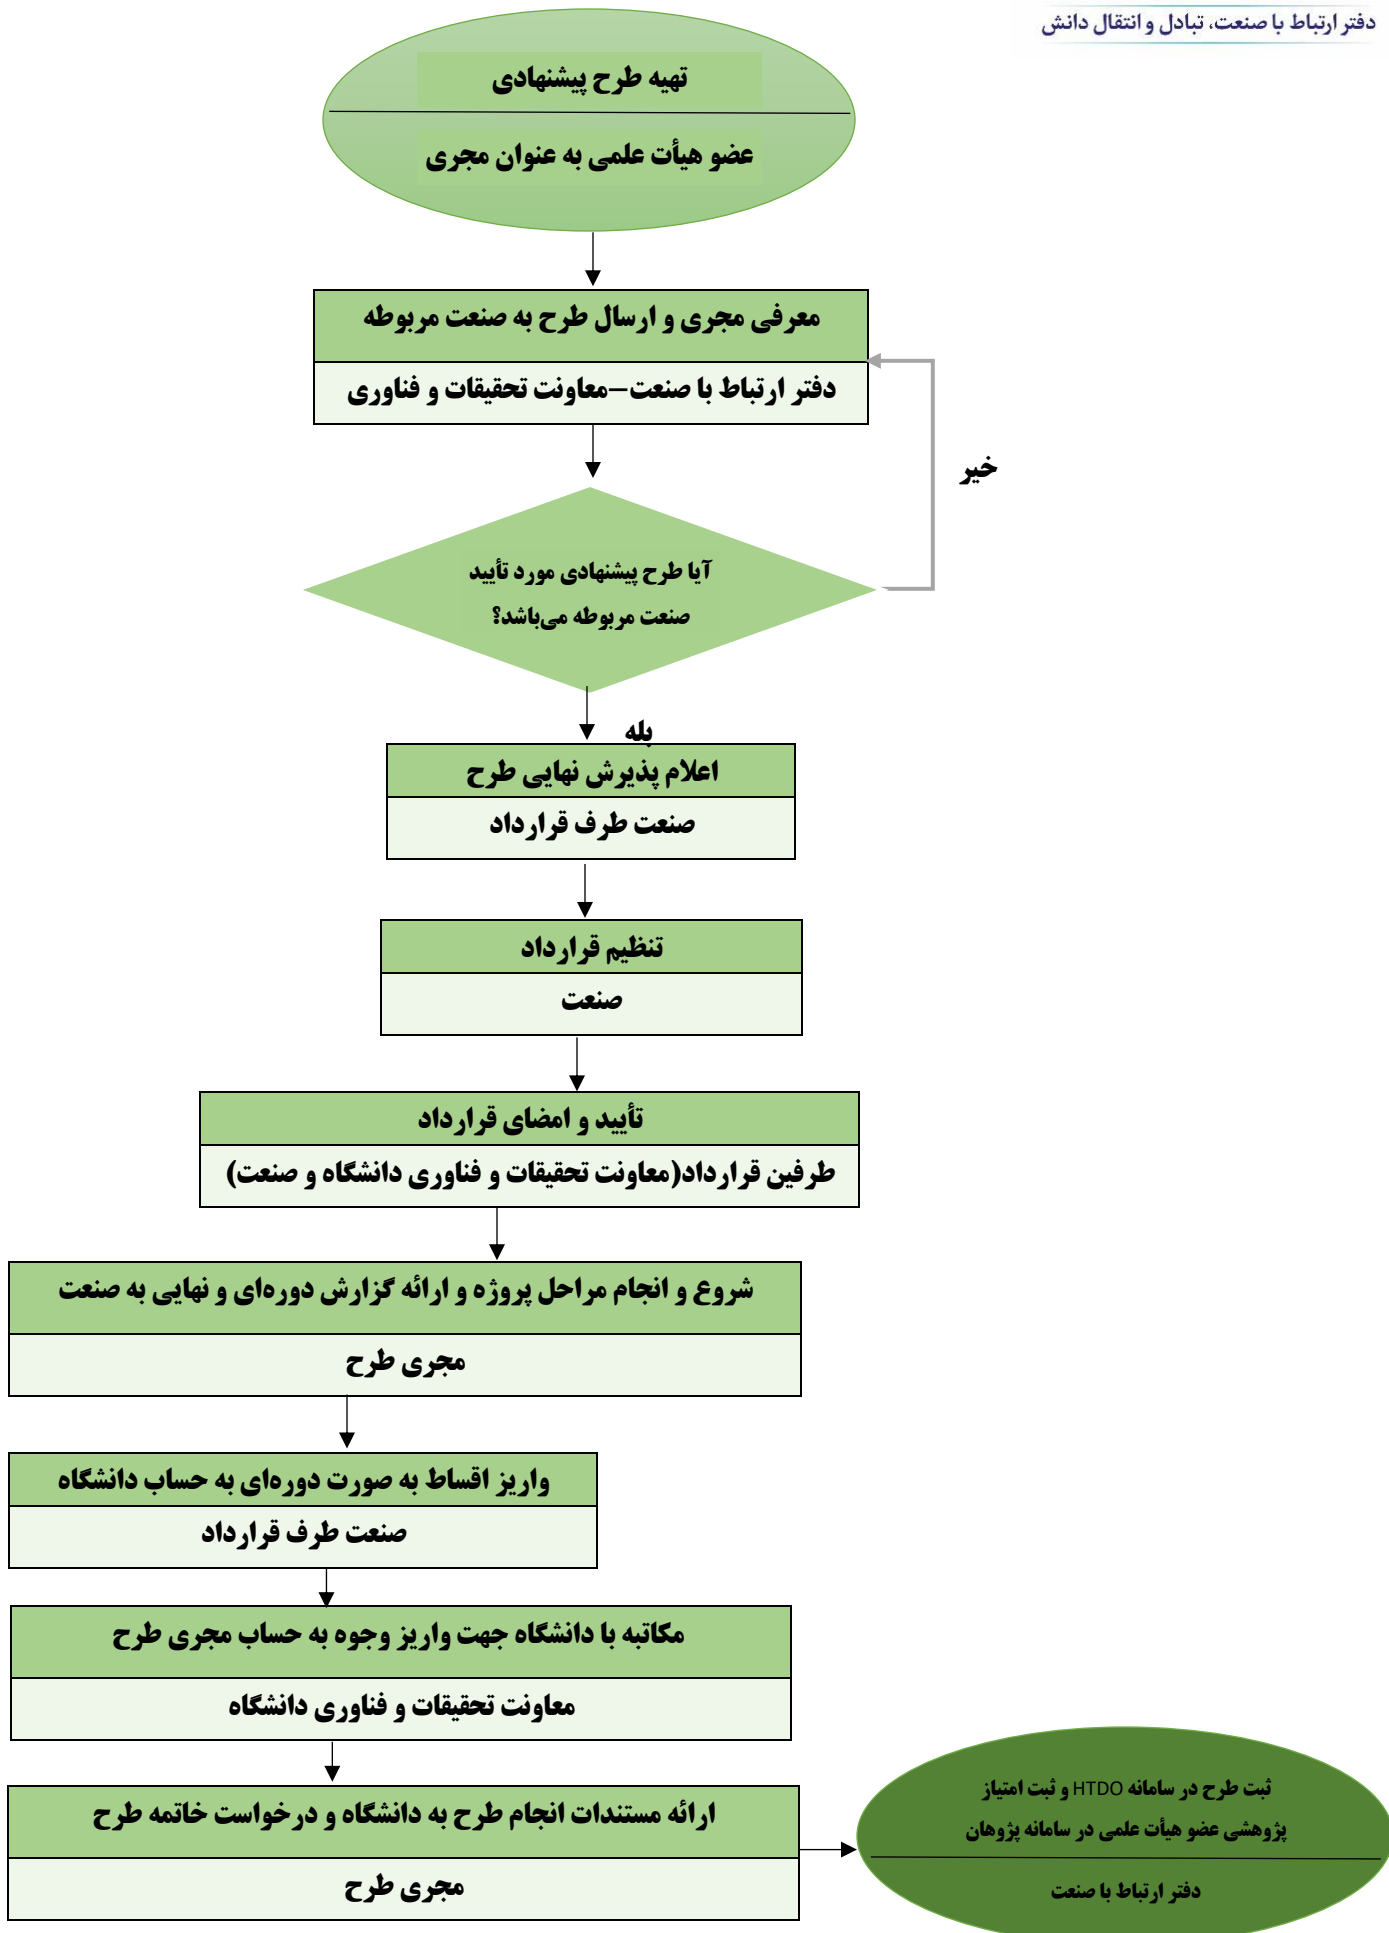 دفتر ارتباط با صنعت، تبادل و انتقال دانش
تهیه طرح پیشنهادی
عضو هیأت علمی به عنوان مجری
معرفی مجری و ارسال طرح به صنعت مربوطه
دفتر ارتباط با صنعت–معاونت تحقیقات و فناوری
خیر
آیا طرح پیشنهادی مورد تأیید
صنعت مربوطه می‌باشد؟
بله
اعلام پذیرش نهایی طرح
صنعت طرف قرارداد
تنظیم قرارداد
صنعت
تأیید و امضای قرارداد
طرفین قرارداد(معاونت تحقیقات و فناوری دانشگاه و صنعت)
شروع و انجام مراحل پروژه و ارائه گزارش دوره‌ای و نهایی به صنعت
مجری طرح
واریز اقساط به صورت دوره‌ای به حساب دانشگاه
صنعت طرف قرارداد
مکاتبه با دانشگاه جهت واریز وجوه به حساب مجری طرح
معاونت تحقیقات و فناوری دانشگاه
ارائه مستندات انجام طرح به دانشگاه و درخواست خاتمه طرح
مجری طرح
ثبت طرح در سامانه HTDO و ثبت امتیاز
پژوهشی عضو هیأت علمی در سامانه پژوهان
دفتر ارتباط با صنعت